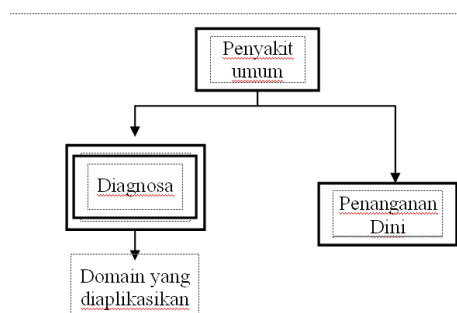 Penyakit
umum
Diagnosa
Penanganan
Dini
Domain yang
diaplikasikan